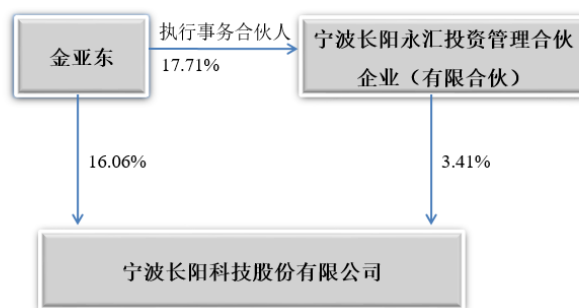 金亚东
执行事务合伙人
17.71%
宁波长阳永汇投资管理合伙
企业（有限合伙）
16.06%
3.41%
宁波长阳科技股份有限公司